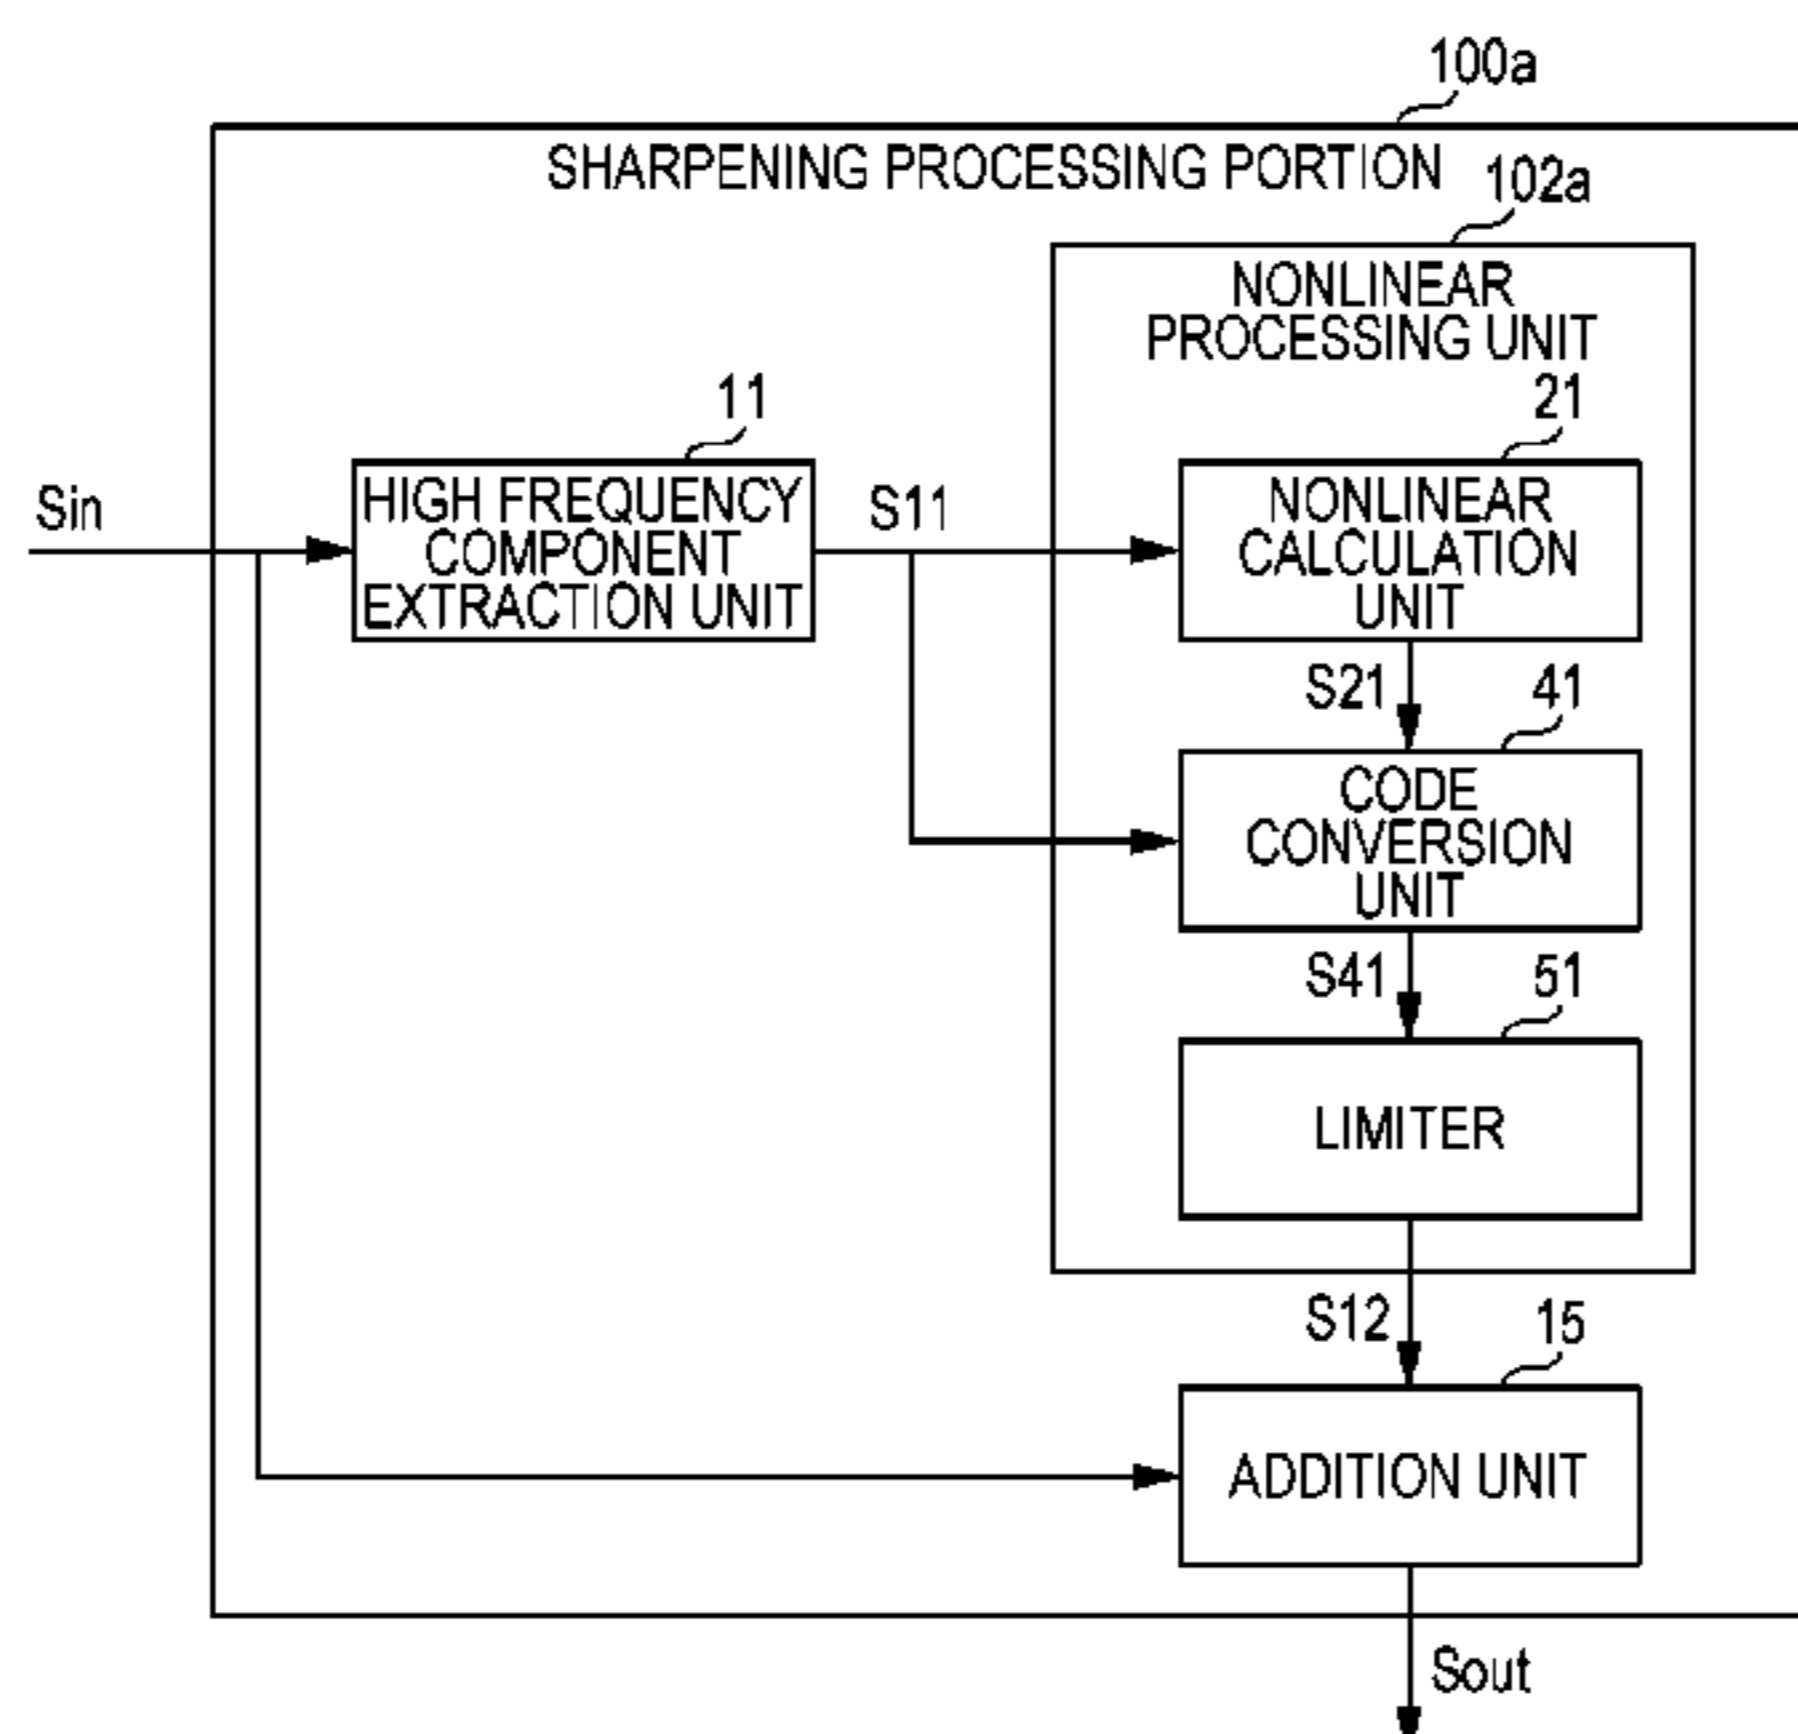 100a
SHARPENING PROCESSING PORTION
102a
NONLINEAR
PROCESSING UNIT
11
21
Sin
HIGH FREQUENCY
COMPONENT
EXTRACTION UNIT
S11
NONLINEAR
CALCULATION
UNIT
S21
41
CODE
CONVERSION
UNIT
S41
51
LIMITER
S12
15
ADDITION UNIT
Sout